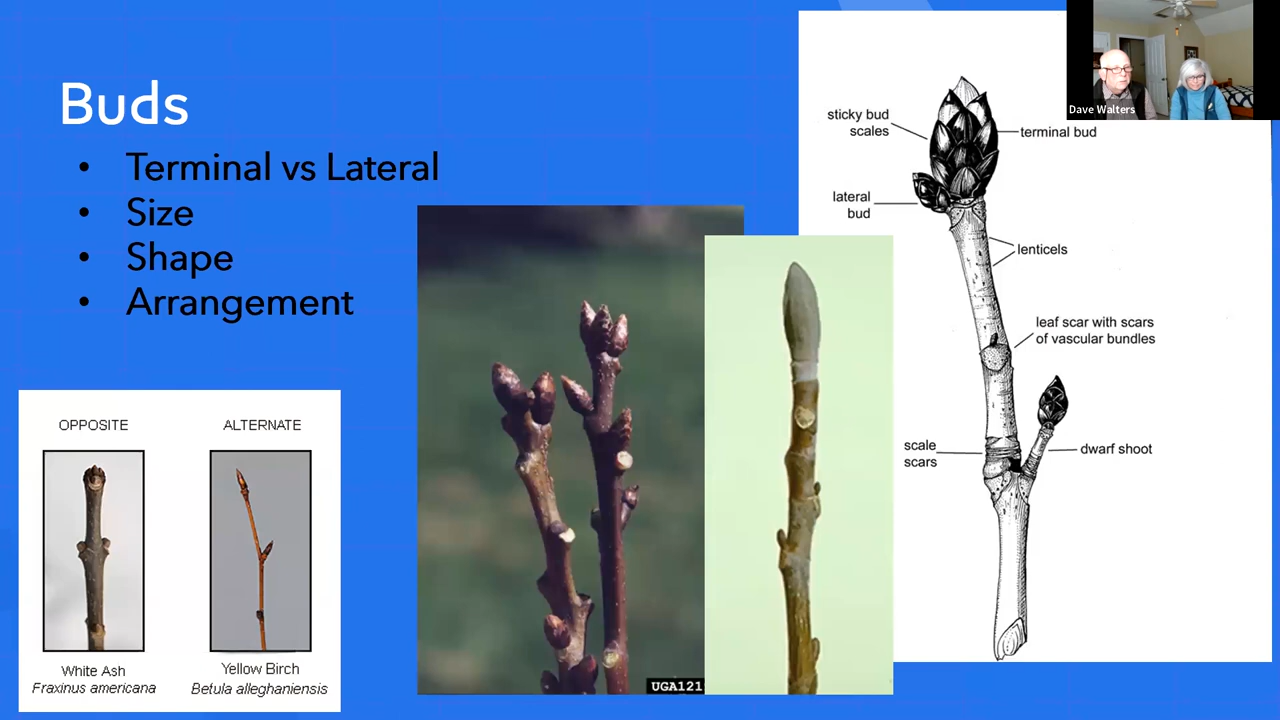 Buds
• Terminal vs Lateral
• Size
• Shape
• Arrangement
OPPOSITE
ALTERNATE
White Ash
Fraxinus americana
Yellow Birch
Betula alleghaniensis
UGA121
sticky bud
scales
terminal bud
lateral
bud
lenticels
leaf scar with scars
of vascular bundles
scale
scars
dwarf shoot
Dave Walters